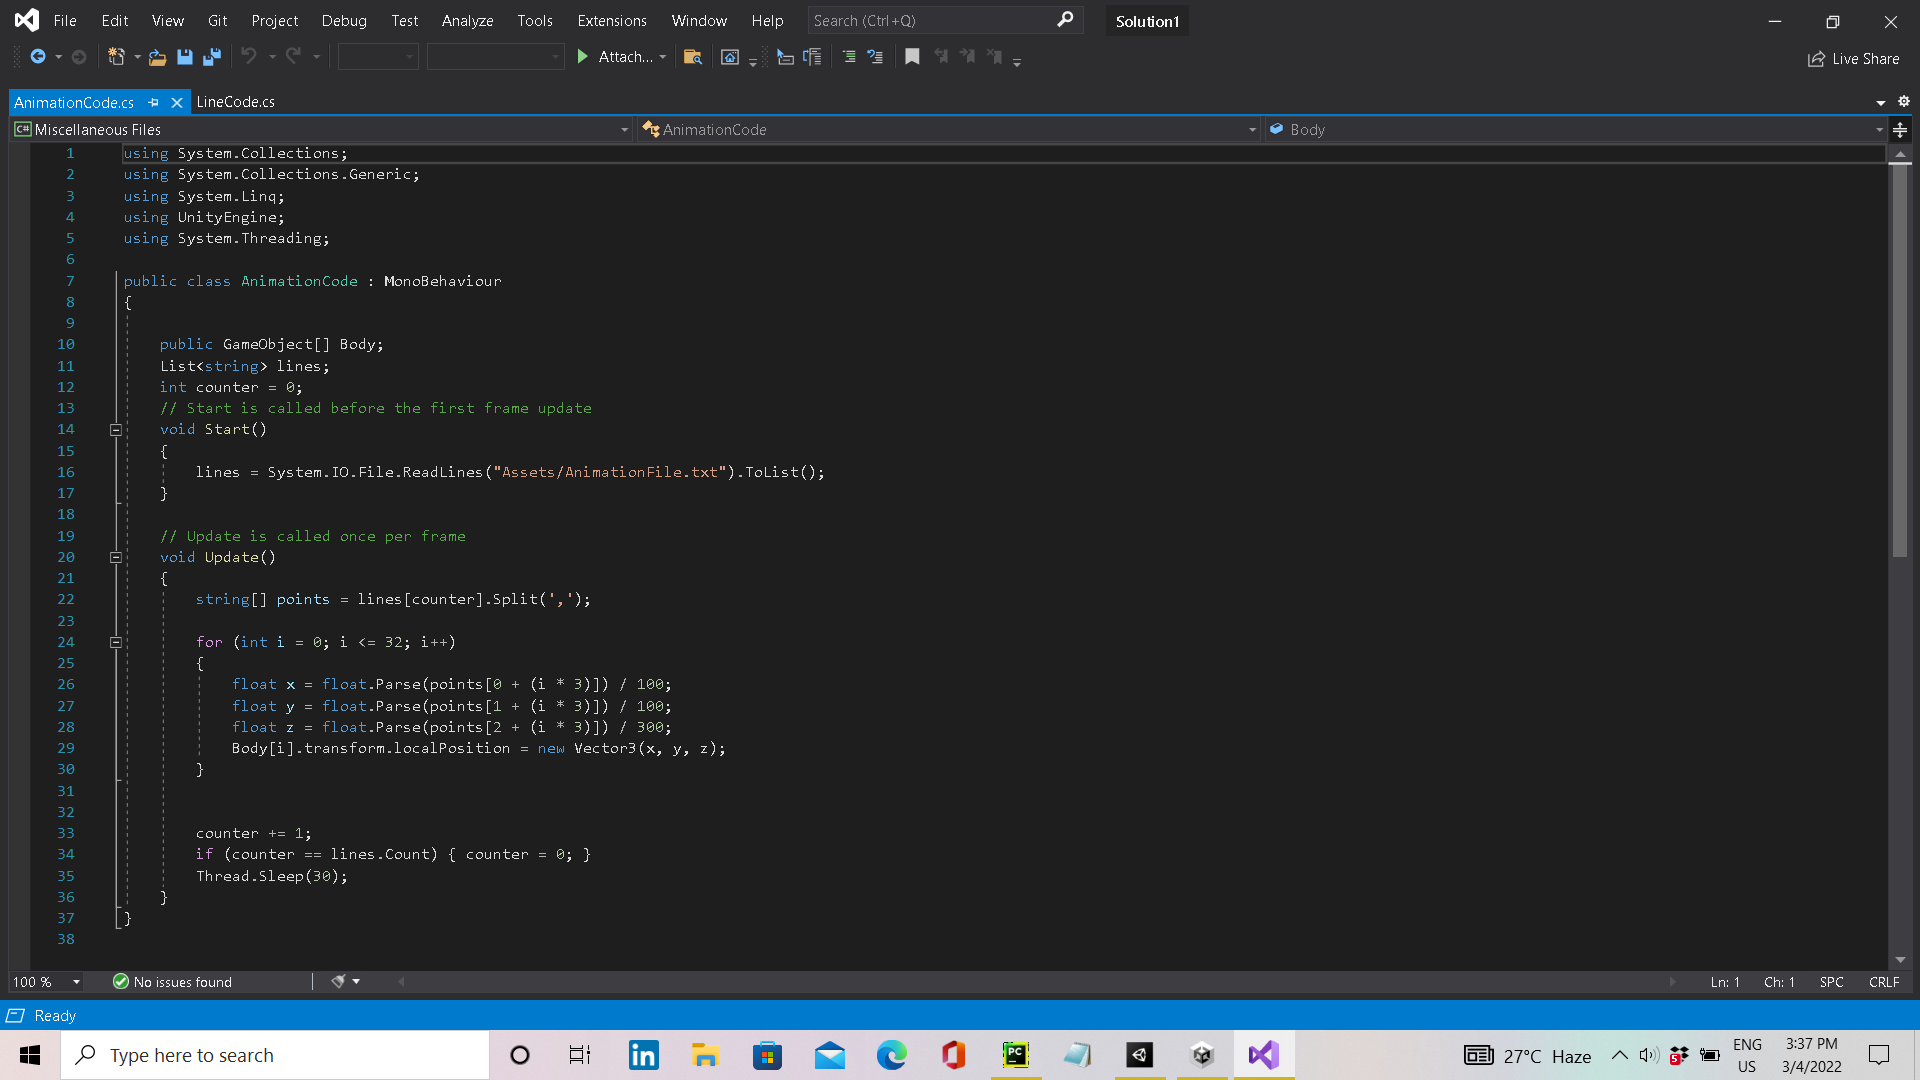 File Edit View Git Project Debug Test Analyze Tools Extensions Window Help Search (Ctrl+Q) Solution1
Attach... Live Share
AnimationCode.cs LineCode.cs
C# Miscellaneous Files AnimationCode Body
1 using System.Collections;
2 using System.Collections.Generic;
3 using System.Linq;
4 using UnityEngine;
5 using System.Threading;
6
7 public class AnimationCode : MonoBehaviour
8 {
9
10 public GameObject[] Body;
11 List<string> lines;
12 int counter = 0;
13 // Start is called before the first frame update
14 void Start()
15 {
16 lines = System.IO.File.ReadLines("Assets/AnimationFile.txt").ToList();
17 }
18
19 // Update is called once per frame
20 void Update()
21 {
22 string[] points = lines[counter].Split(',');
23
24 for (int i = 0; i <= 32; i++)
25 {
26 float x = float.Parse(points[0 + (i * 3)]) / 100;
27 float y = float.Parse(points[1 + (i * 3)]) / 100;
28 float z = float.Parse(points[2 + (i * 3)]) / 300;
29 Body[i].transform.localPosition = new Vector3(x, y, z);
30 }
31
32
33 counter += 1;
34 if (counter == lines.Count) { counter = 0; }
35 Thread.Sleep(30);
36 }
37 }
38
100 % No issues found Ln: 1 Ch: 1 SPC CRLF
Ready
Type here to search in PC 27°C Haze 5 ENG US 3:37 PM 3/4/2022